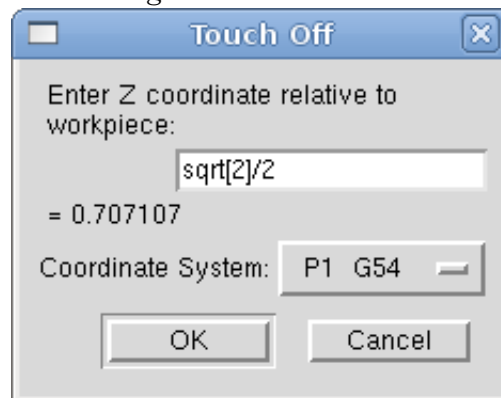 Touch Off
Enter Z coordinate relative to
workpiece:
sqrt[2]/2
= 0.707107
Coordinate System: P1 G54
OK Cancel